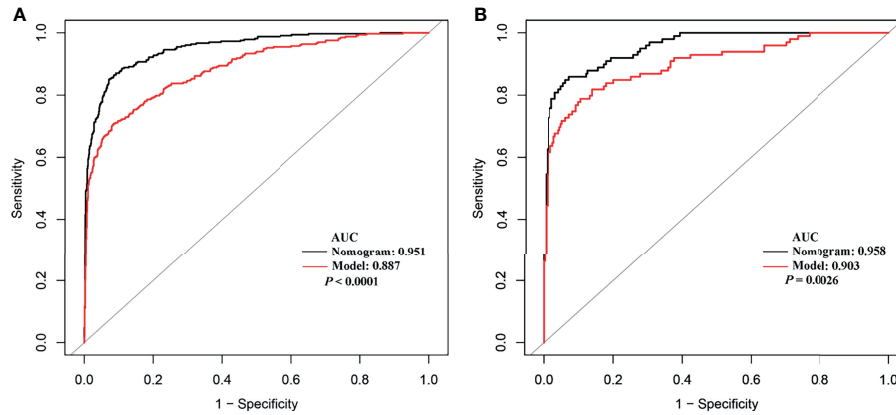 A
1.0
0.8
0.6
0.4
0.2
0.0
Sensitivity
AUC
Nomogram: 0.951
Model: 0.887
P < 0.0001
0.0 0.2 0.4 0.6 0.8 1.0
1 − Specificity
B
1.0
0.8
0.6
0.4
0.2
0.0
Sensitivity
AUC
Nomogram: 0.958
Model: 0.903
P = 0.0026
0.0 0.2 0.4 0.6 0.8 1.0
1 − Specificity